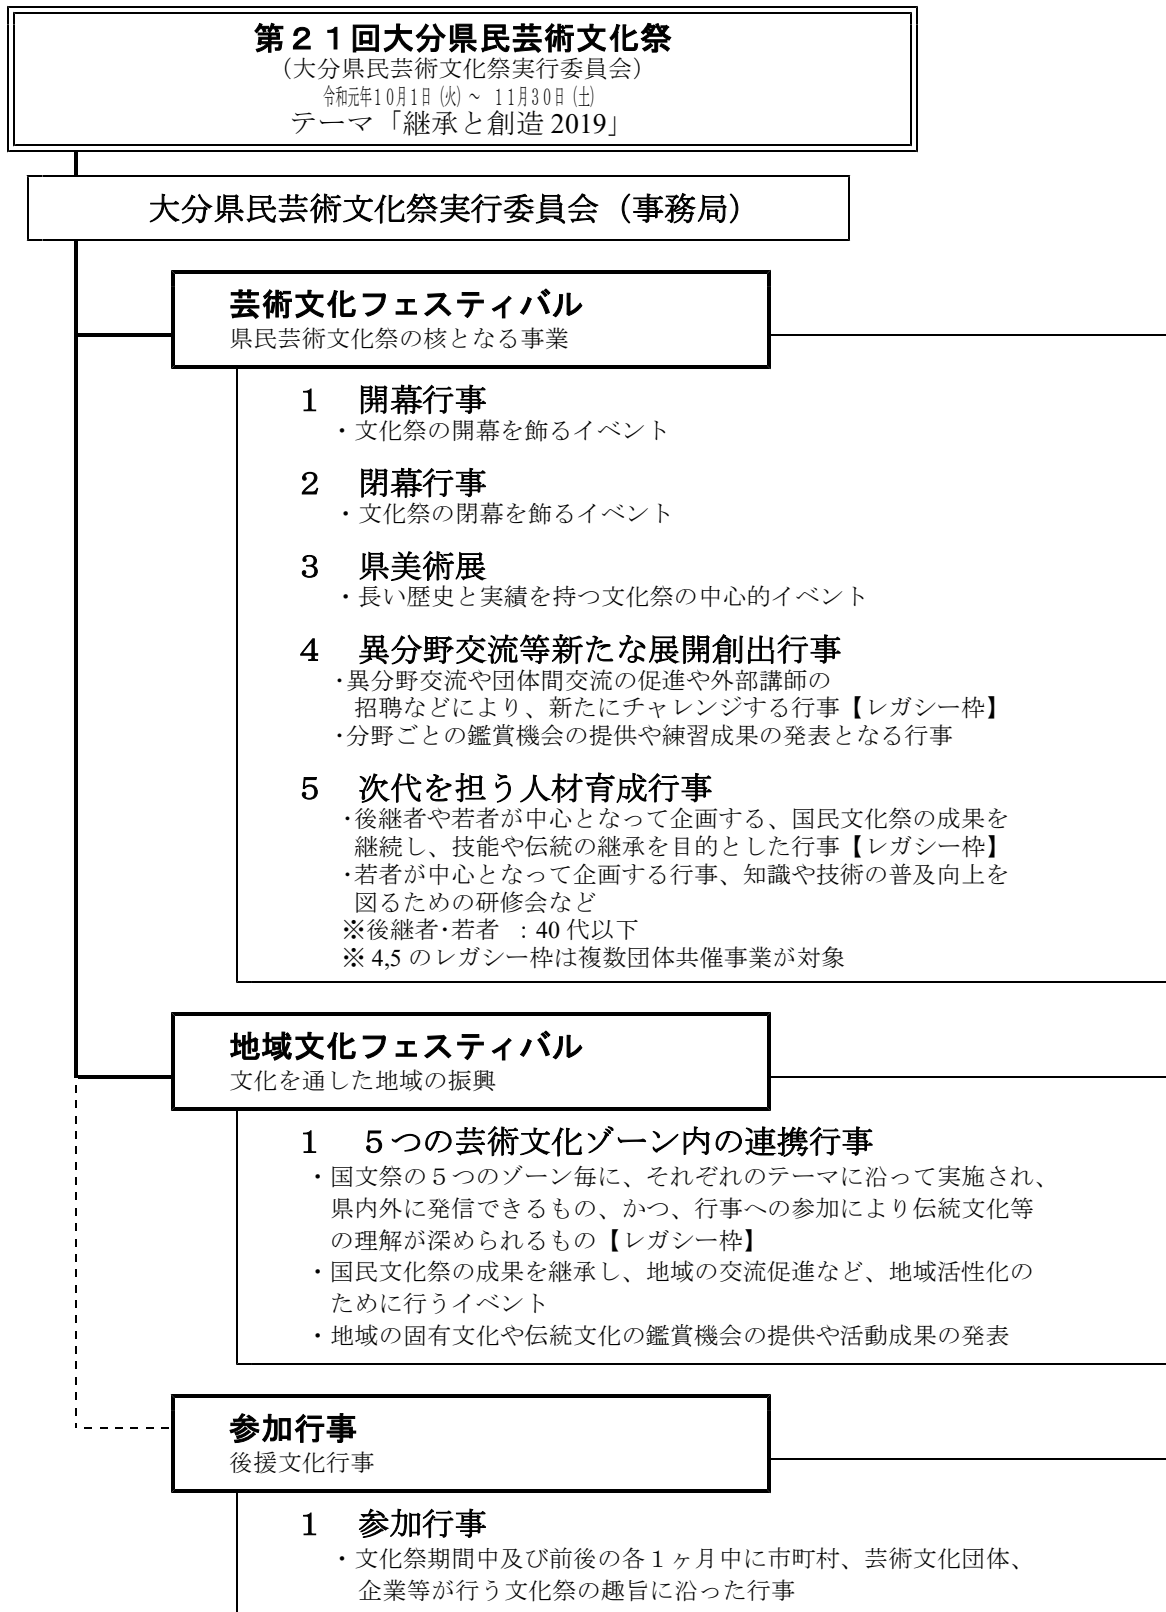 第２１回大分県民芸術文化祭
（大分県民芸術文化祭実行委員会）
令和元年10月1日（火）～ 11月30日（土）
テーマ「継承と創造 2019」
大分県民芸術文化祭実行委員会（事務局）
芸術文化フェスティバル
県民芸術文化祭の核となる事業
１　開幕行事
・文化祭の開幕を飾るイベント
２　閉幕行事
・文化祭の閉幕を飾るイベント
３　県美術展
・長い歴史と実績を持つ文化祭の中心的イベント
４　異分野交流等新たな展開創出行事
・異分野交流や団体間交流の促進や外部講師の
招聘などにより、新たにチャレンジする行事【レガシー枠】
・分野ごとの鑑賞機会の提供や練習成果の発表となる行事
５　次代を担う人材育成行事
・後継者や若者が中心となって企画する、国民文化祭の成果を
継続し、技能や伝統の継承を目的とした行事【レガシー枠】
・若者が中心となって企画する行事、知識や技術の普及向上を
図るための研修会など
※後継者・若者　：40 代以下
※ 4,5 のレガシー枠は複数団体共催事業が対象
地域文化フェスティバル
文化を通した地域の振興
１　５つの芸術文化ゾーン内の連携行事
・国文祭の５つのゾーン毎に、それぞれのテーマに沿って実施され、
県内外に発信できるもの、かつ、行事への参加により伝統文化等
の理解が深められるもの【レガシー枠】
・国民文化祭の成果を継承し、地域の交流促進など、地域活性化の
ために行うイベント
・地域の固有文化や伝統文化の鑑賞機会の提供や活動成果の発表
参加行事
後援文化行事
１　参加行事
・文化祭期間中及び前後の各１ヶ月中に市町村、芸術文化団体、
企業等が行う文化祭の趣旨に沿った行事